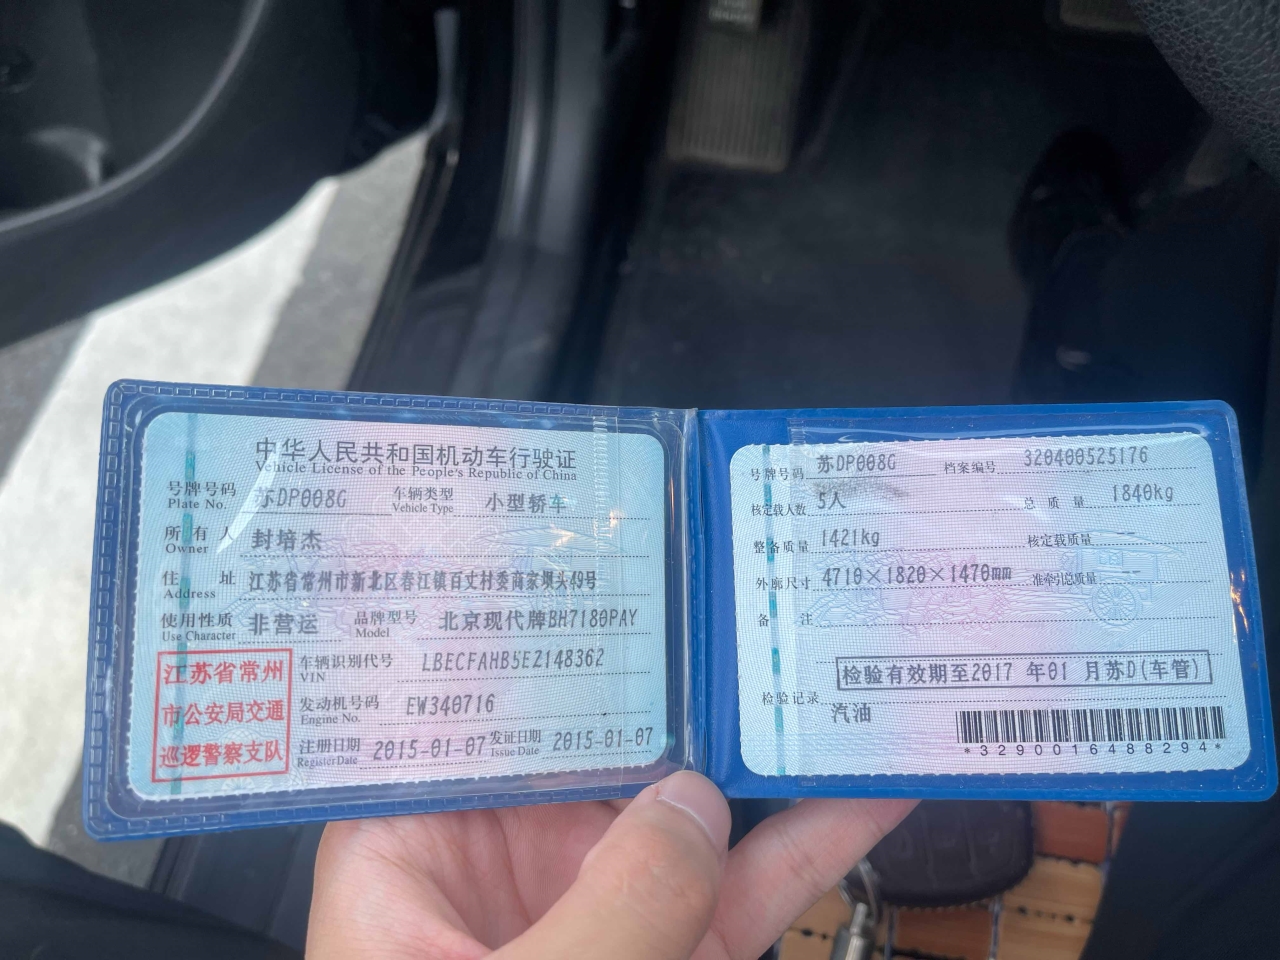 中华人民共和国机动车行驶证
Vehicle License of the People's Republic of China
号牌号码 苏DP008G 车辆类型 小型轿车
Plate No. Vehicle Type
所有人 封培杰
Owner
住址 江苏省常州市新北区春江镇百丈村委商家坝头49号
Address
使用性质 非营运 品牌型号 北京现代牌BH7180PAY
Use Character Model
江苏省常州
市公安局交通
巡逻警察支队
车辆识别代号 LBECFAHB5EZ148362
VIN
发动机号码 EW340716
Engine No.
注册日期 2015-01-07 发证日期 2015-01-07
Register Date Issue Date
号牌号码 苏DP008G 档案编号 320400525176
核定载人数 5人 总质量 1840kg
整备质量 1421kg 核定载质量 --
外廓尺寸 4710×1820×1470mm 准牵引总质量 --
备注
检验有效期至2017 年01 月苏D(车管)
检验记录
汽油
*3290016488294*